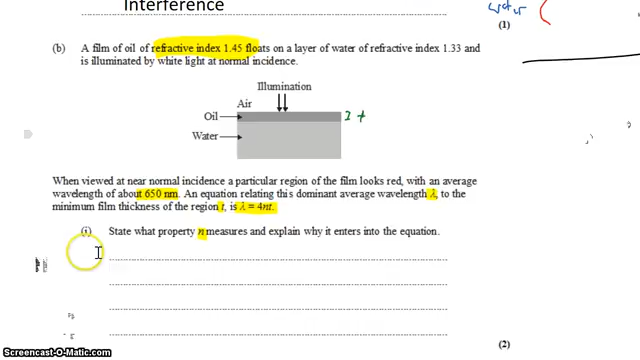 Interference
water
(1)
(b) A film of oil of refractive index 1.45 floats on a layer of water of refractive index 1.33 and
is illuminated by white light at normal incidence.
Illumination
Air
Oil
Water
t
When viewed at near normal incidence a particular region of the film looks red, with an average
wavelength of about 650 nm. An equation relating this dominant average wavelength λ, to the
minimum film thickness of the region t, is λ = 4nt.
(i) State what property n measures and explain why it enters into the equation.
(2)
Screencast-O-Matic.com